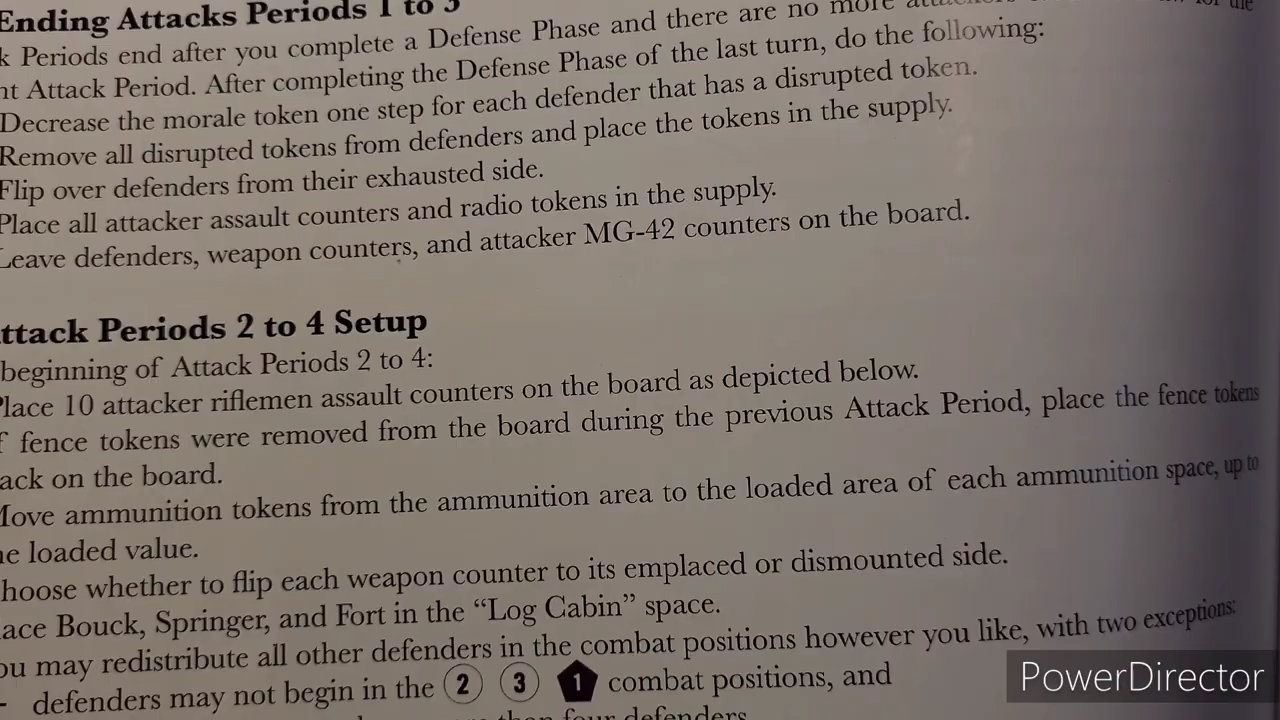 Ending Attacks Periods 1 to 3
k Periods end after you complete a Defense Phase and there are no more
nt Attack Period. After completing the Defense Phase of the last turn, do the following:
Decrease the morale token one step for each defender that has a disrupted token.
Remove all disrupted tokens from defenders and place the tokens in the supply.
Flip over defenders from their exhausted side.
Place all attacker assault counters and radio tokens in the supply.
Leave defenders, weapon counters, and attacker MG-42 counters on the board.
ttack Periods 2 to 4 Setup
beginning of Attack Periods 2 to 4:
Place 10 attacker riflemen assault counters on the board as depicted below.
f fence tokens were removed from the board during the previous Attack Period, place the fence tokens
ack on the board.
Move ammunition tokens from the ammunition area to the loaded area of each ammunition space, up to
he loaded value.
hoose whether to flip each weapon counter to its emplaced or dismounted side.
lace Bouck, Springer, and Fort in the “Log Cabin” space.
ou may redistribute all other defenders in the combat positions however you like, with two exceptions:
- defenders may not begin in the 2 3 1 combat positions, and
than four defenders
PowerDirector